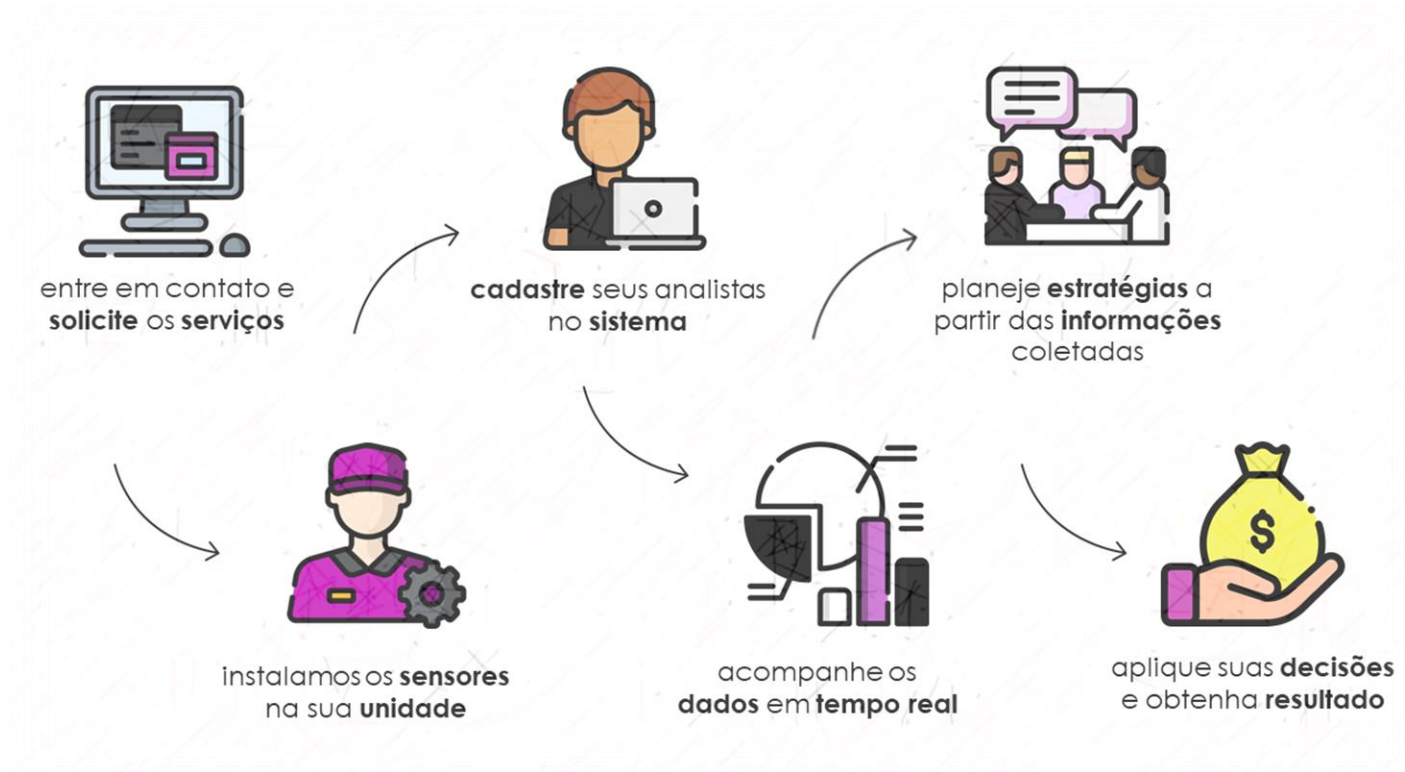 entre em contato e
solicite os serviços
instalamos os sensores
na sua unidade
cadastre seus analistas
no sistema
acompanhe os
dados em tempo real
planeje estratégias a
partir das informações
coletadas
$
aplique suas decisões
e obtenha resultado